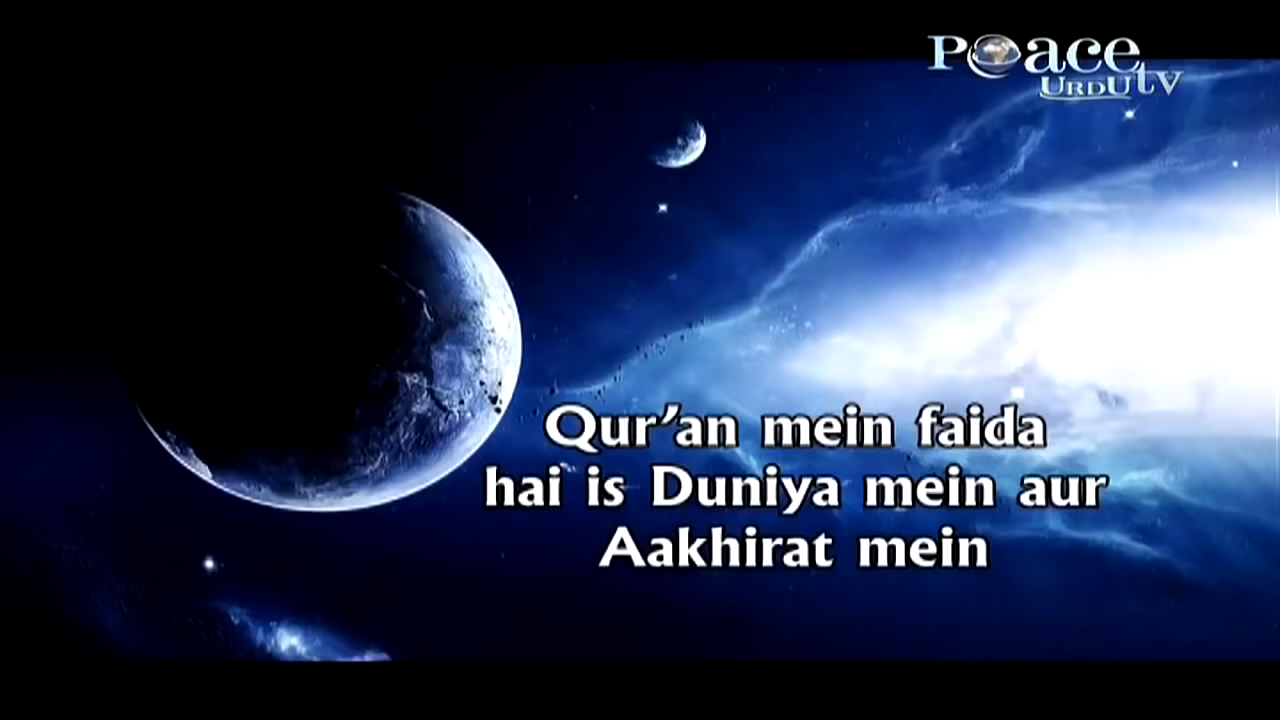 Peace
URDU TV
Qur'an mein faida
hai is Duniya mein aur
Aakhirat mein